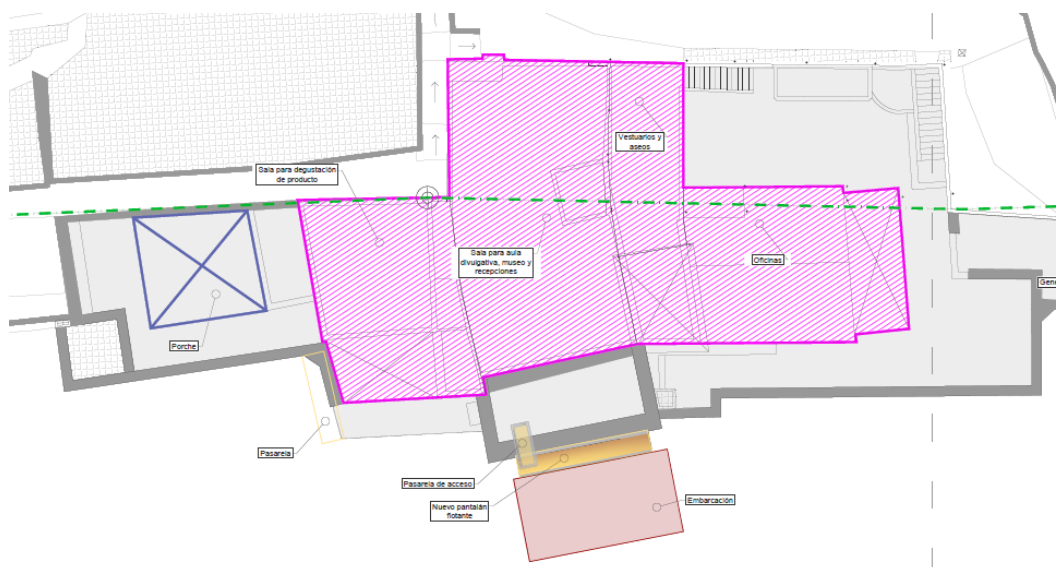 Vestuarios y
aseos
Sala para degustación
de producto
Sala para aula
divulgativa, museo y
recepciones
Oficinas
Gene
Porche
Pasarela
Pasarela de acceso
Nuevo pantalán
flotante
Embarcación